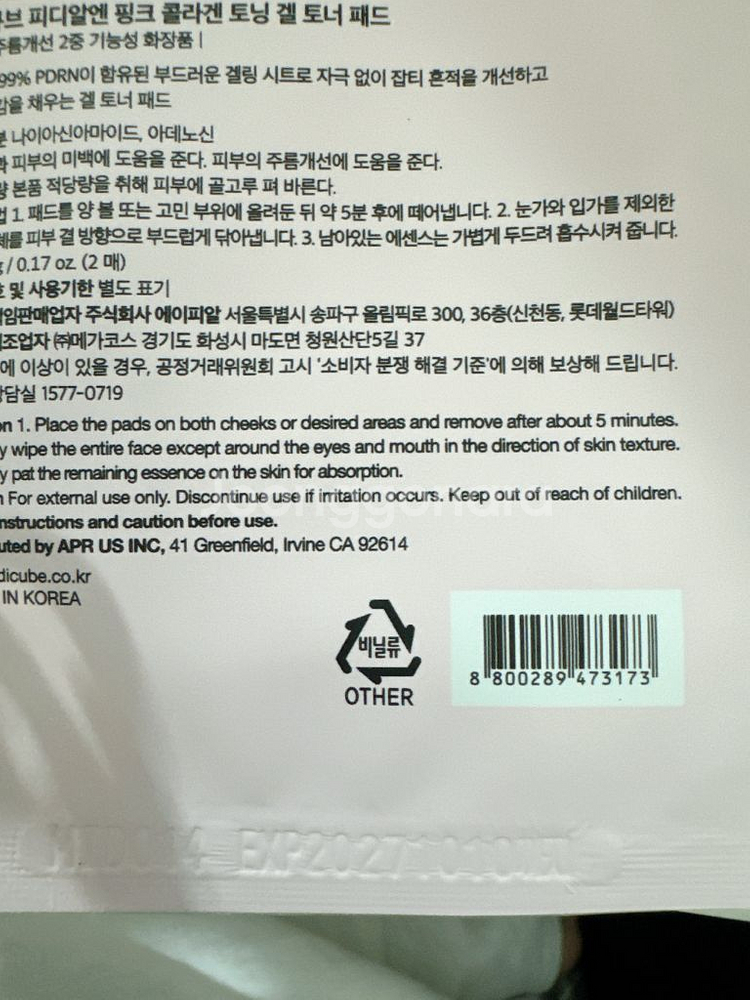 피디알엔 핑크 콜라겐 토닝 겔 토너 패드
주름개선 2중 기능성 화장품 |
99% PDRN이 함유된 부드러운 겔링 시트로 자극 없이 잡티 흔적을 개선하고
채우는 겔 토너 패드
나이아신아마이드, 아데노신
피부의 미백에 도움을 준다. 피부의 주름개선에 도움을 준다.
본품 적당량을 취해 피부에 골고루 펴 바른다.
1. 패드를 양 볼 또는 고민 부위에 올려둔 뒤 약 5분 후에 떼어냅니다. 2. 눈가와 입가를 제외한
피부 결 방향으로 부드럽게 닦아냅니다. 3. 남아있는 에센스는 가볍게 두드려 흡수시켜 줍니다.
/ 0.17 oz. (2 매)
및 사용기한 별도 표기
임판매업자 주식회사 에이피알 서울특별시 송파구 올림픽로 300, 36층(신천동, 롯데월드타워)
조업자 ㈜메가코스 경기도 화성시 마도면 청원산단5길 37
에 이상이 있을 경우, 공정거래위원회 고시 '소비자 분쟁 해결 기준'에 의해 보상해 드립니다.
담실 1577-0719
on 1. Place the pads on both cheeks or desired areas and remove after about 5 minutes.
y wipe the entire face except around the eyes and mouth in the direction of skin texture.
y pat the remaining essence on the skin for absorption.
n For external use only. Discontinue use if irritation occurs. Keep out of reach of children.
nstructions and caution before use.
uted by APR US INC, 41 Greenfield, Irvine CA 92614
dicube.co.kr
IN KOREA
비닐류
OTHER
8 800289 473173
Joonggonara